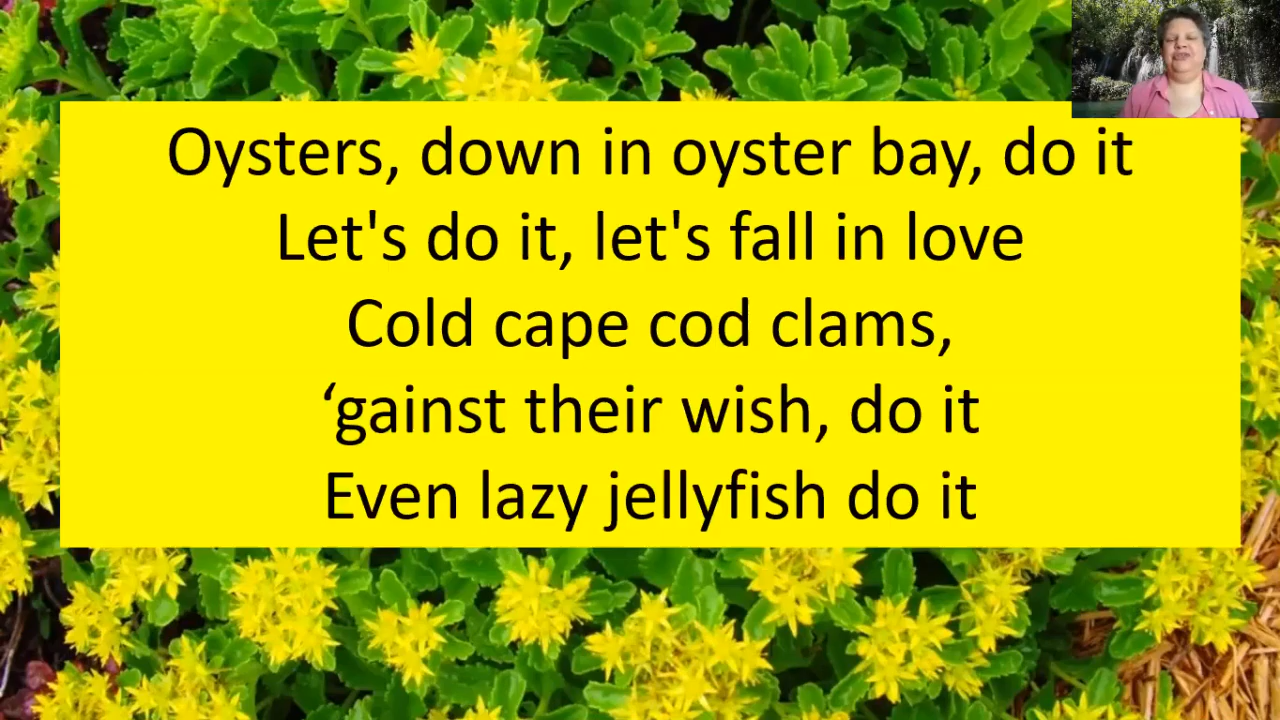 Oysters, down in oyster bay, do it
Let's do it, let's fall in love
Cold cape cod clams,
‘gainst their wish, do it
Even lazy jellyfish do it